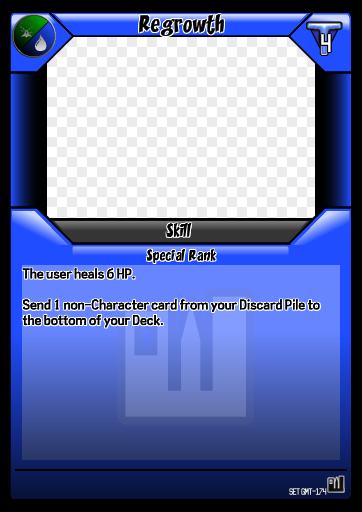 Regrowth
4
Skill
Special Rank
The user heals 6 HP.
Send 1 non-Character card from your Discard Pile to
the bottom of your Deck.
SET GMT-174